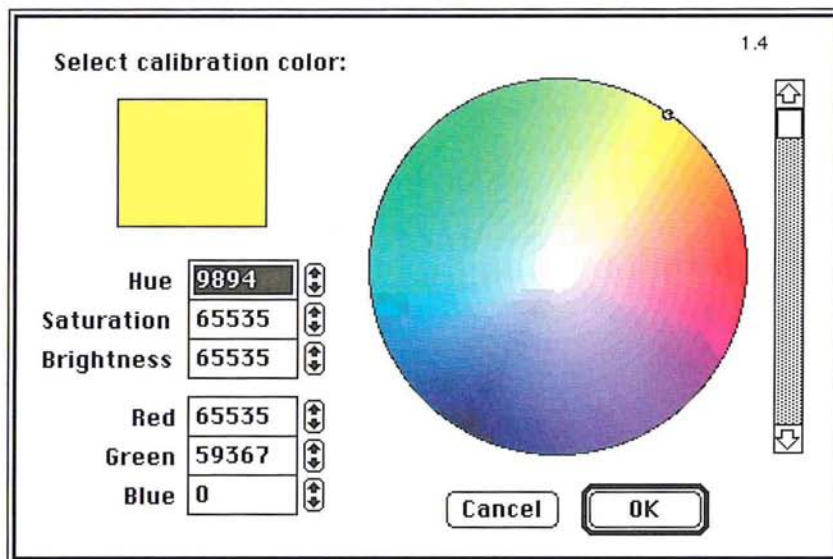 1.4
Select calibration color:
Hue 9894
Saturation 65535
Brightness 65535
Red 65535
Green 59367
Blue 0
Cancel OK